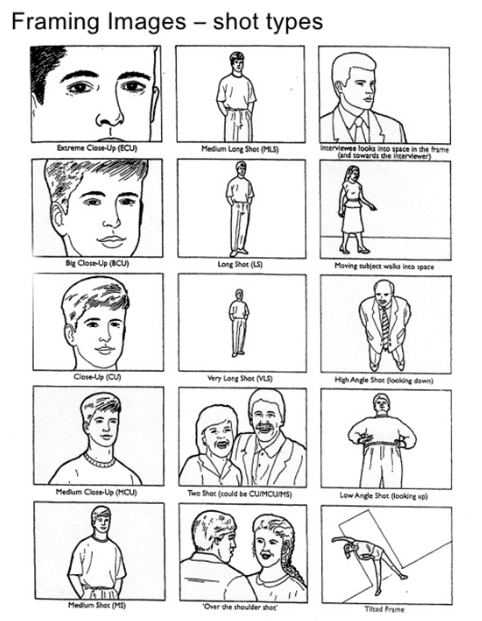 Framing Images – shot types
Extreme Close-Up (ECU)
Medium Long Shot (MLS)
Interviewee looks into space in the frame
(and towards the interviewer)
Big Close-Up (BCU)
Long Shot (LS)
Moving subject walks into space
Close-Up (CU)
Very Long Shot (VLS)
High Angle Shot (looking down)
Medium Close-Up (MCU)
Two Shot (could be CU/MCU/MS)
Low Angle Shot (looking up)
Medium Shot (MS)
'Over the shoulder shot'
Tilted Frame